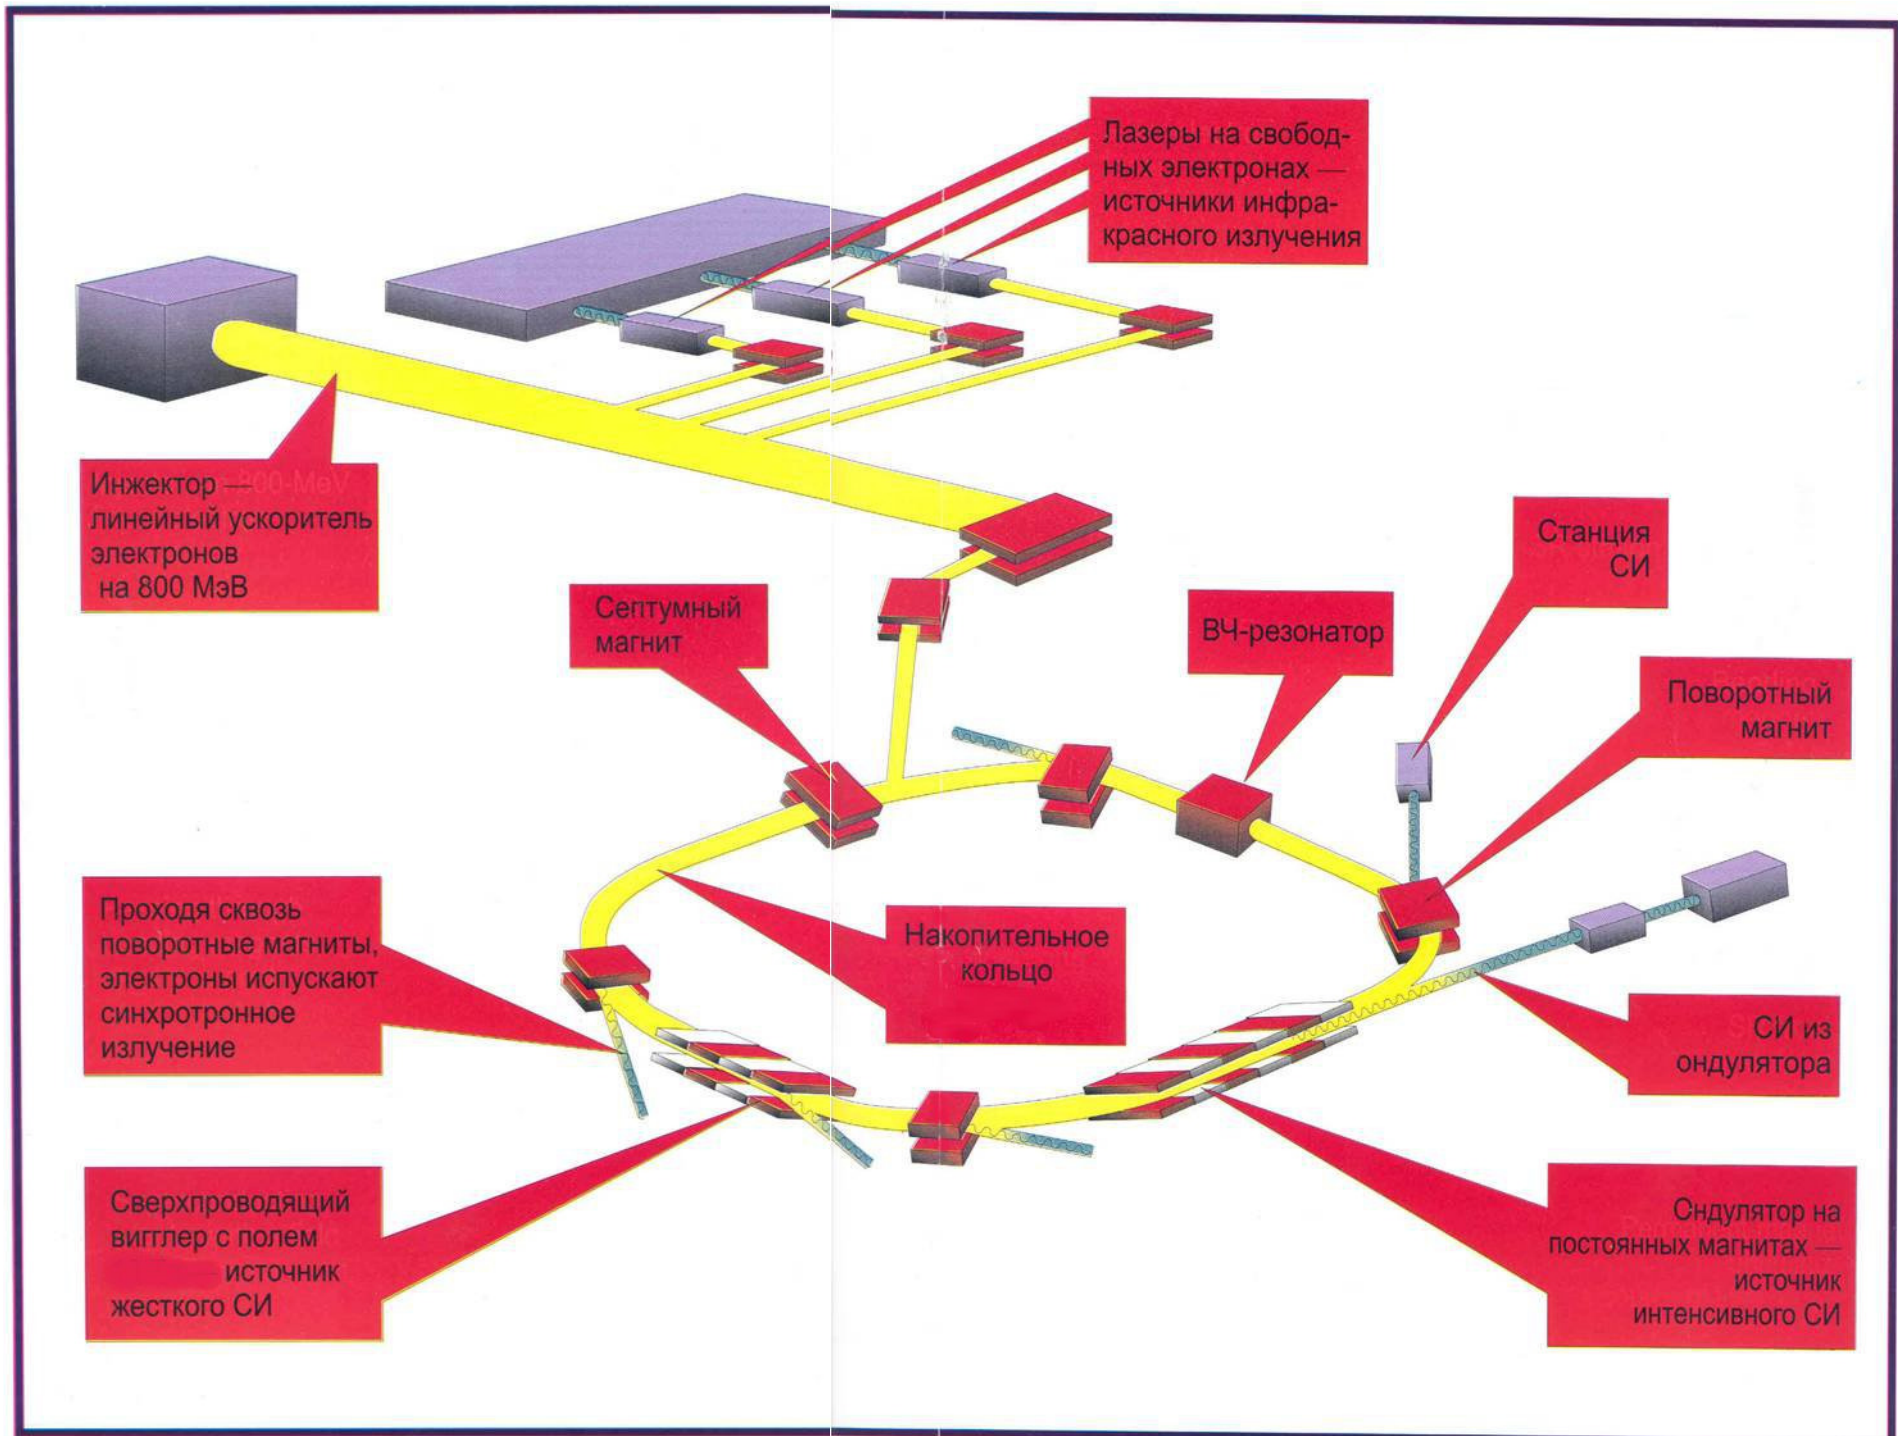 Лазеры на свобод-
ных электронах —
источники инфра-
красного излучения
Инжектор —
линейный ускоритель
электронов
на 800 МэВ
Септумный
магнит
ВЧ-резонатор
Станция
СИ
Поворотный
магнит
Проходя сквозь
поворотные магниты,
электроны испускают
синхротронное
излучение
Накопительное
кольцо
СИ из
ондулятора
Сверхпроводящий
вигглер с полем
источник
жесткого СИ
Сндулятор на
постоянных магнитах —
источник
интенсивного СИ